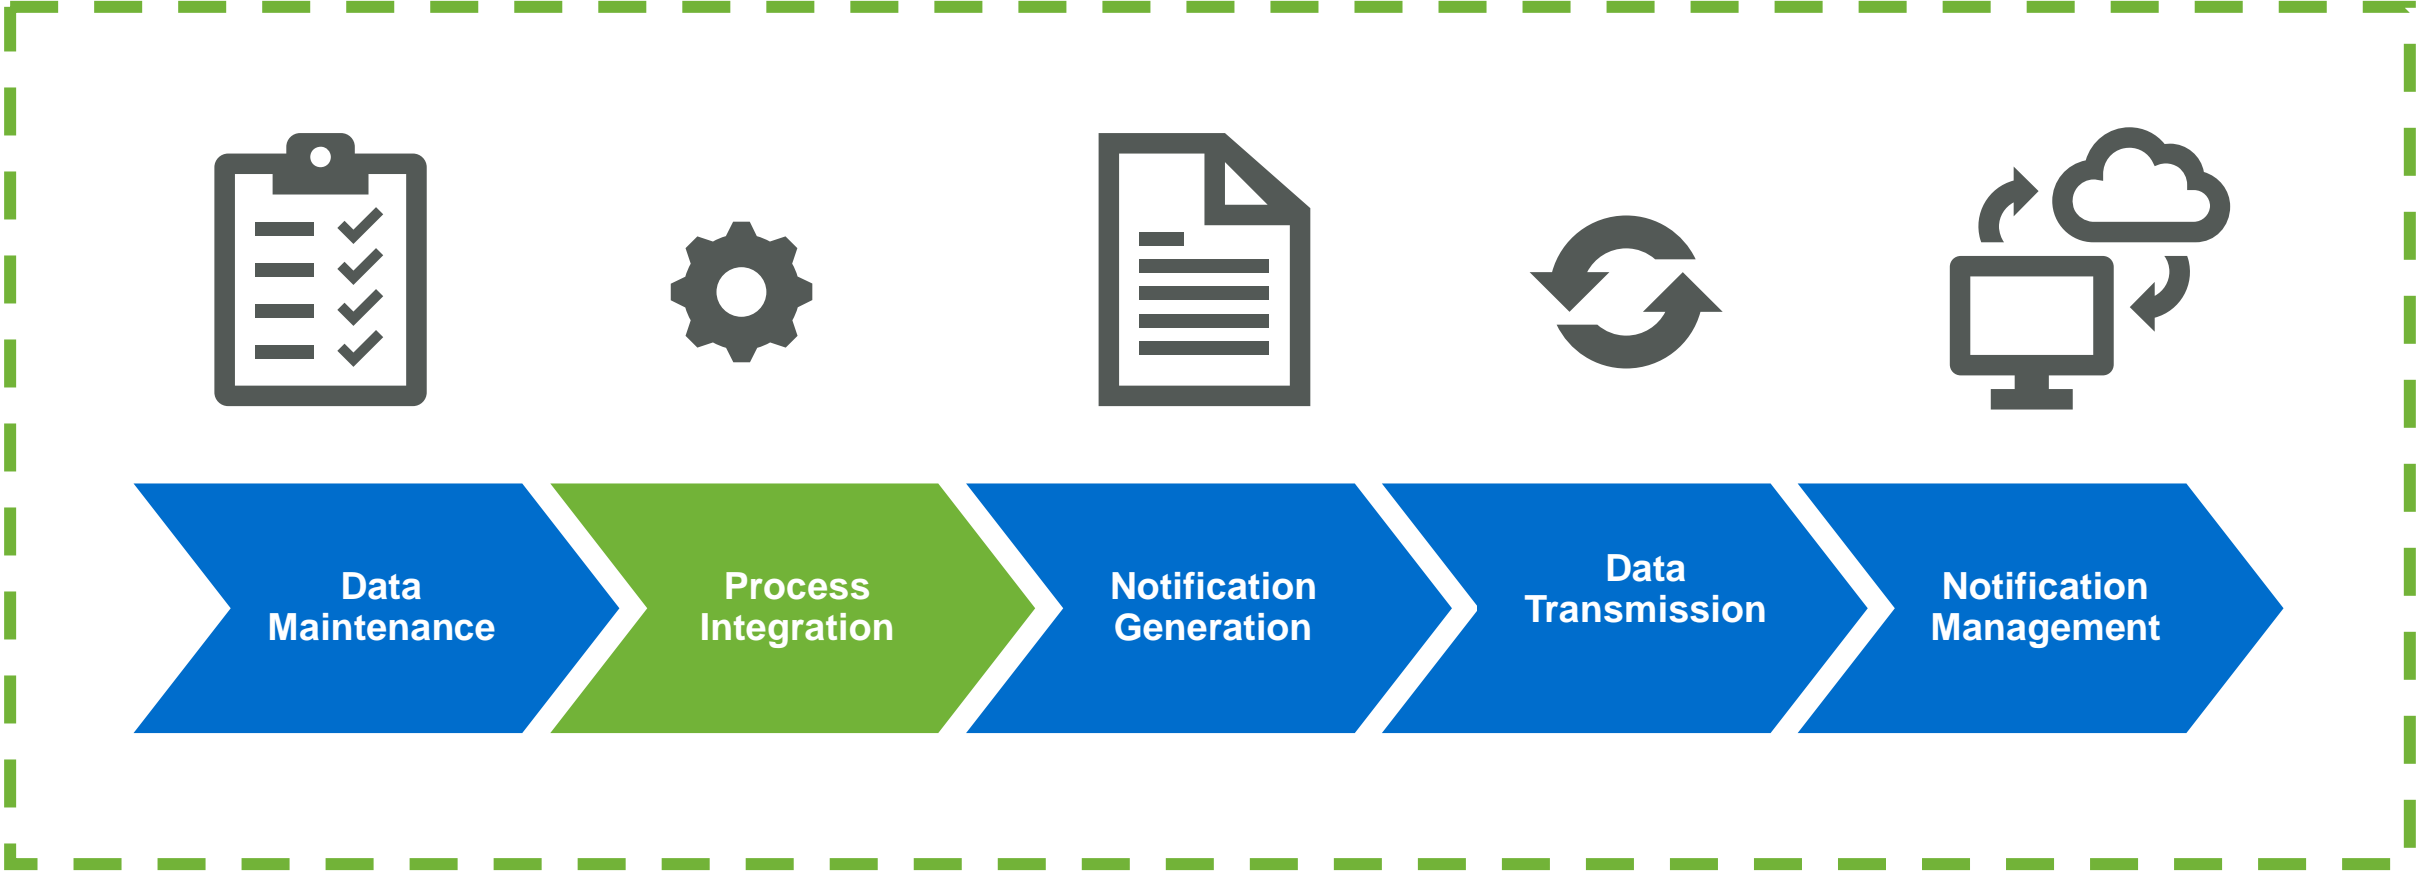 Data
Maintenance
Process
Integration
Notification
Generation
Data
Transmission
Notification
Management